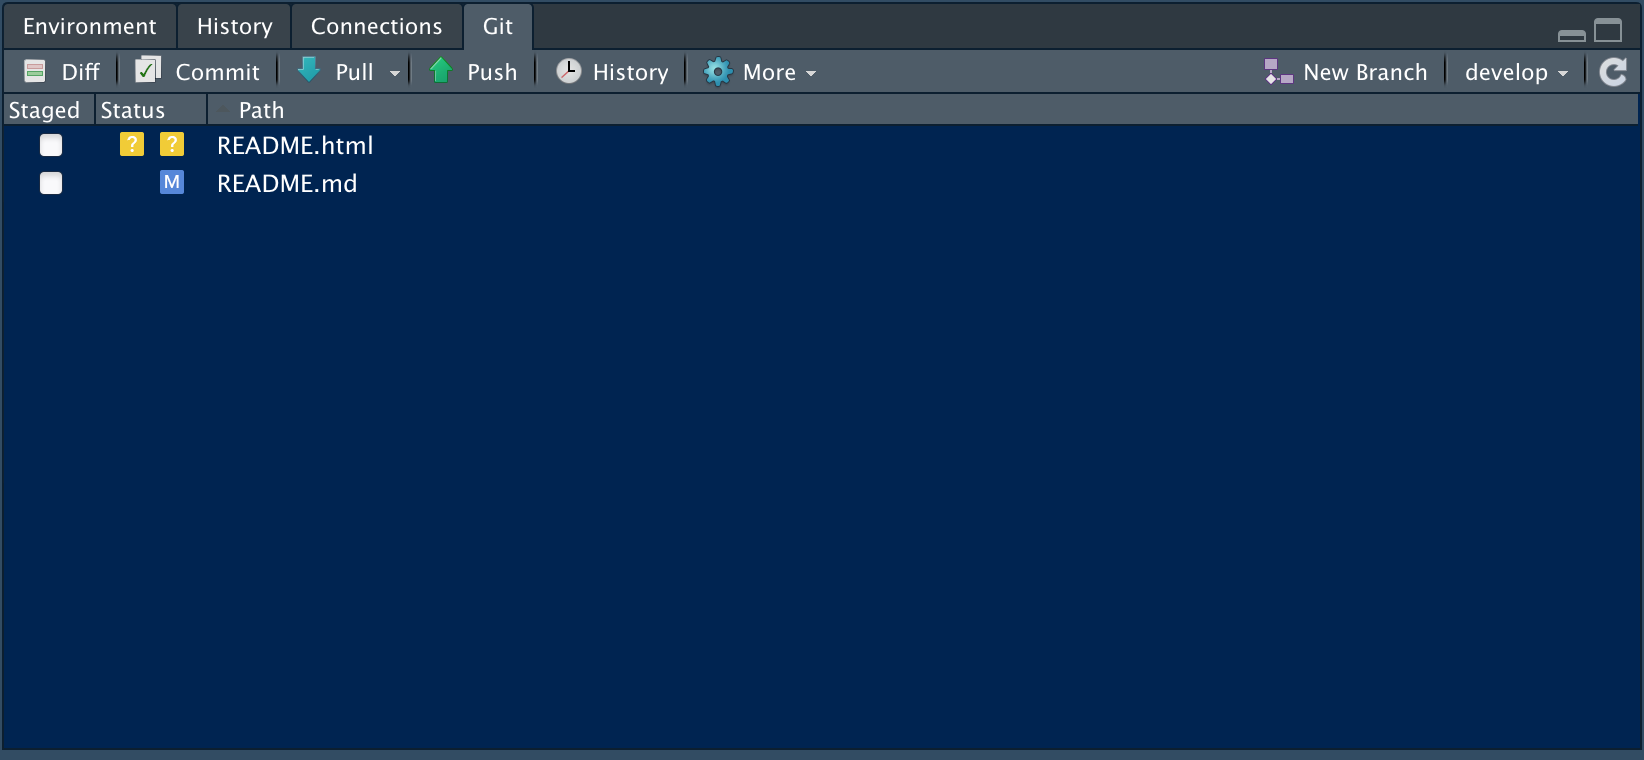 Environment History Connections Git
Diff Commit Pull Push History More New Branch develop
Staged Status Path
? ? README.html
M README.md